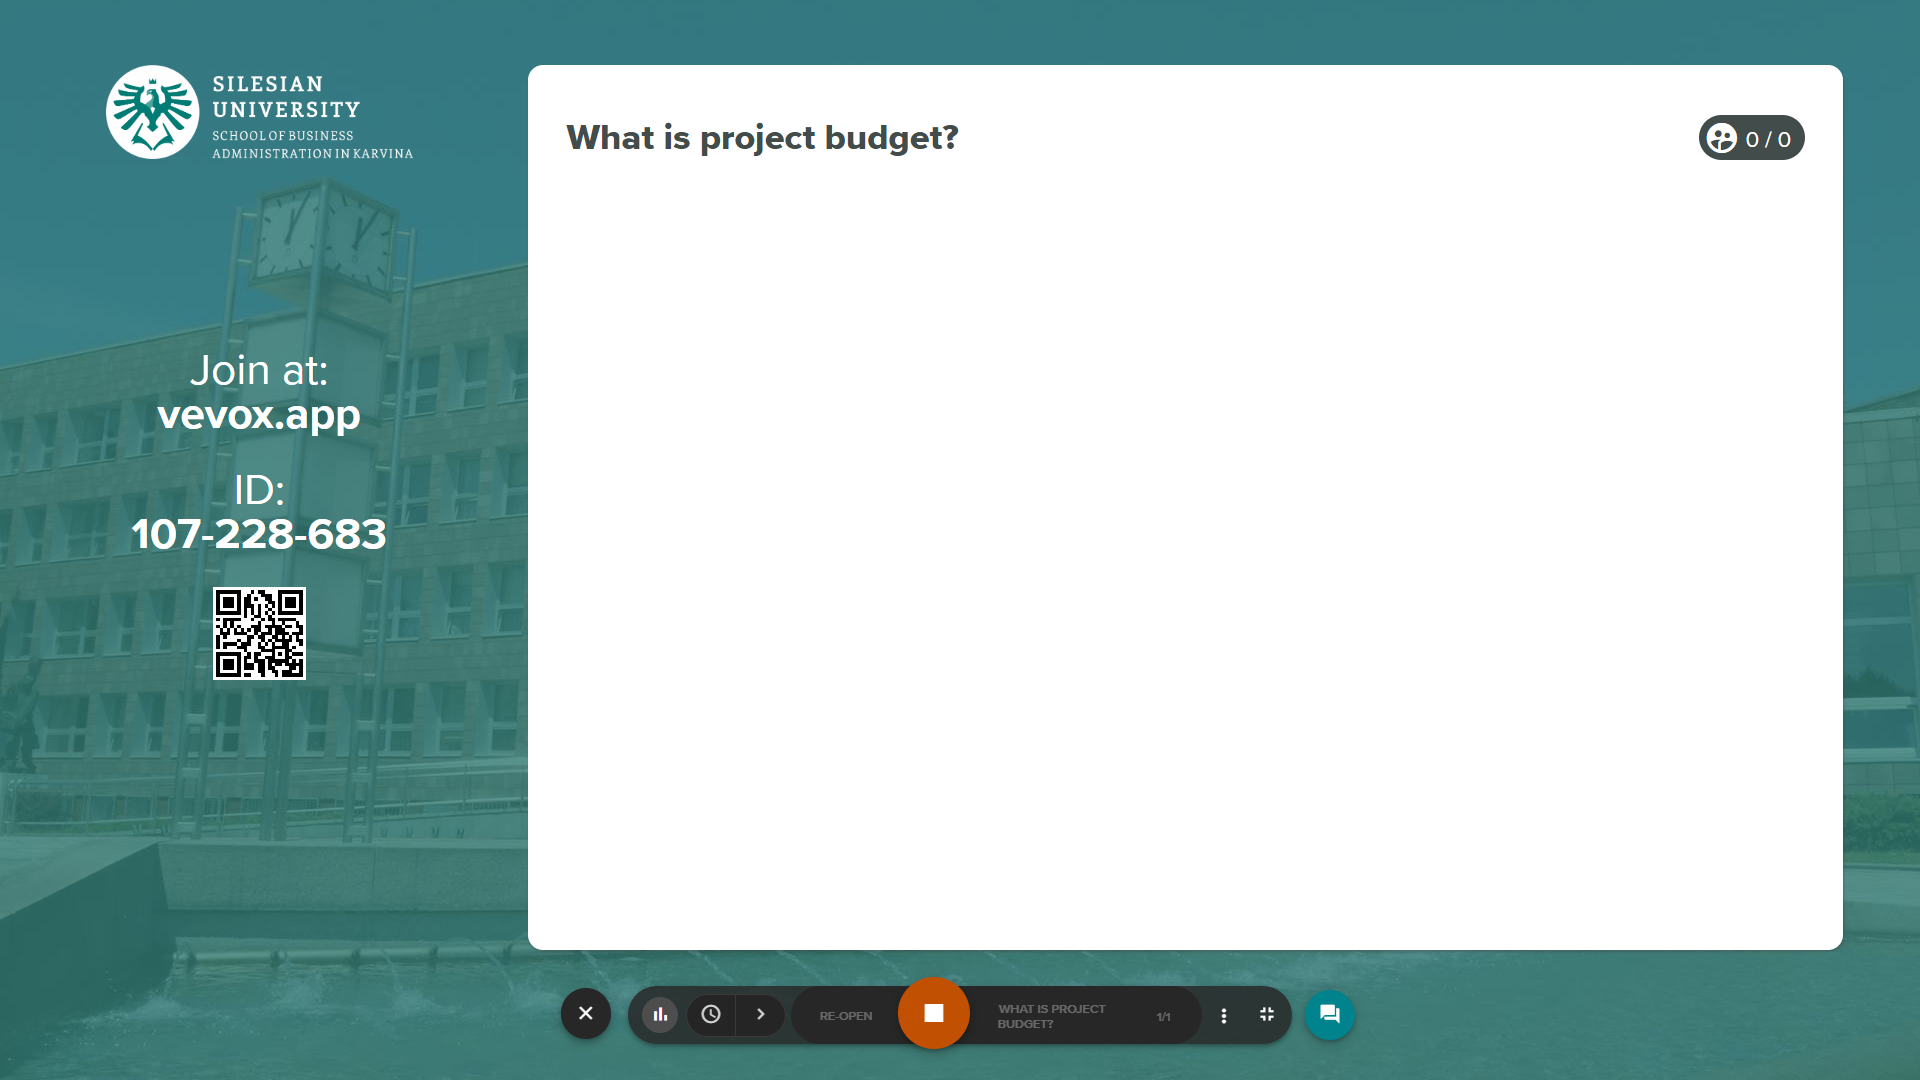 SILESIAN
UNIVERSITY
SCHOOL OF BUSINESS
ADMINISTRATION IN KARVINA
Join at:
vevox.app
ID:
107-228-683
What is project budget?
0 / 0
RE-OPEN
WHAT IS PROJECT
BUDGET?
1/1